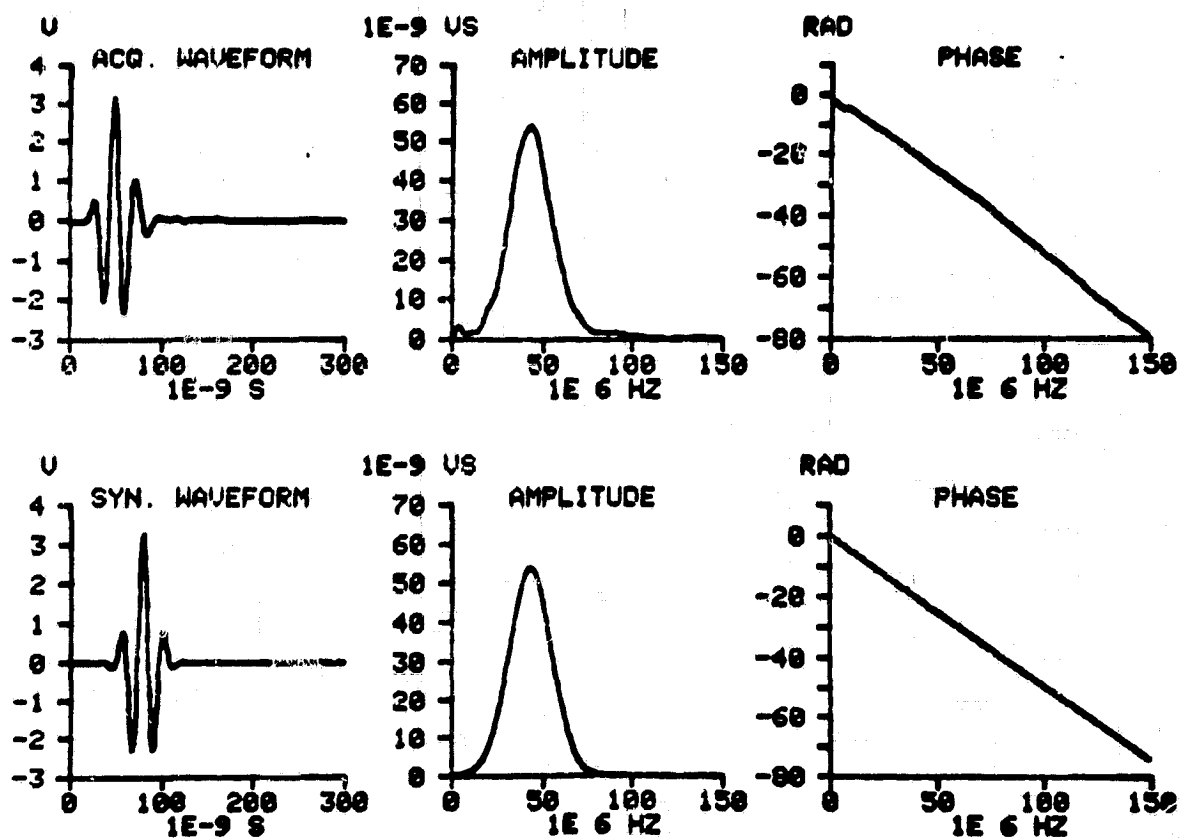 V 1E-9 VS RAD
ACQ. WAVEFORM AMPLITUDE PHASE
4 70
3 60 0
2 50
-20
1 40
0 30 -40
-1 20
-60
-2 10
-3 0 -80
0 100 200 300 0 50 100 150 0 50 100 150
1E-9 S 1E 6 HZ 1E 6 HZ
V 1E-9 VS RAD
SYN. WAVEFORM AMPLITUDE PHASE
4 70
3 60 0
2 50
-20
1 40
0 30 -40
-1 20
-60
-2 10
-3 0 -80
0 100 200 300 0 50 100 150 0 50 100 150
1E-9 S 1E 6 HZ 1E 6 HZ